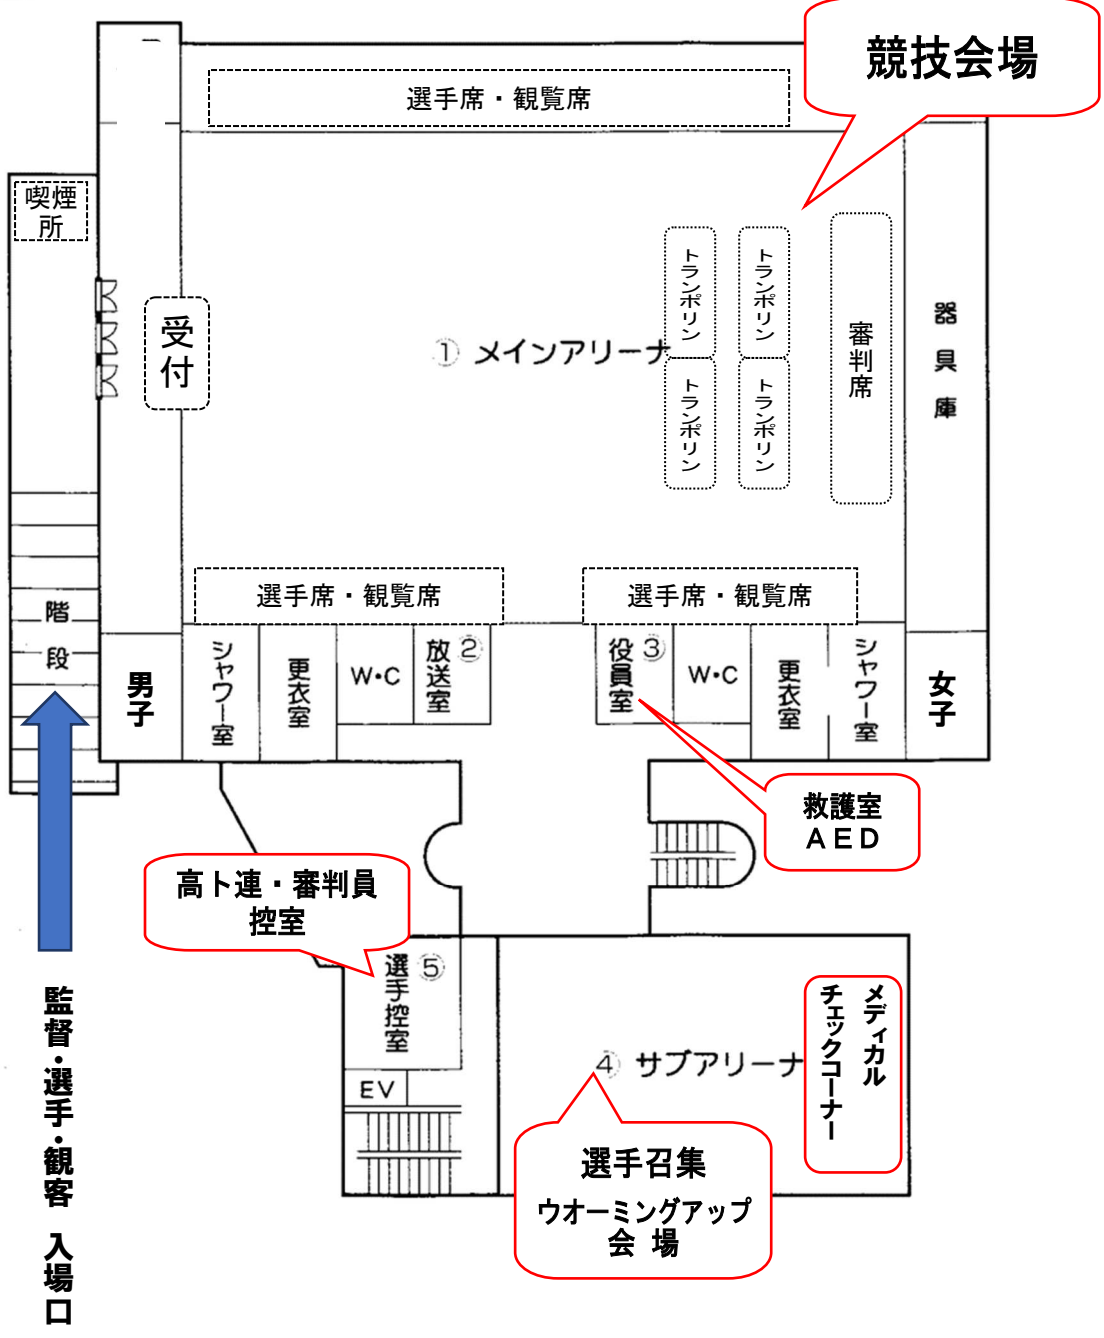 競技会場
選手席・観覧席
喫煙
所
受
付
① メインアリーナ
トランポリン
トランポリン
トランポリン
トランポリン
審判席
器具庫
選手席・観覧席
選手席・観覧席
階段
男子
シャワー室
更衣室
W・C
放送室
②
役員室
③
W・C
更衣室
シャワー室
女子
救護室
AED
高ト連・審判員
控室
選手控室
⑤
EV
④ サブアリーナ
メディカル
チェックコーナー
選手召集
ウオーミングアップ
会 場
監督・選手・観客 入場口